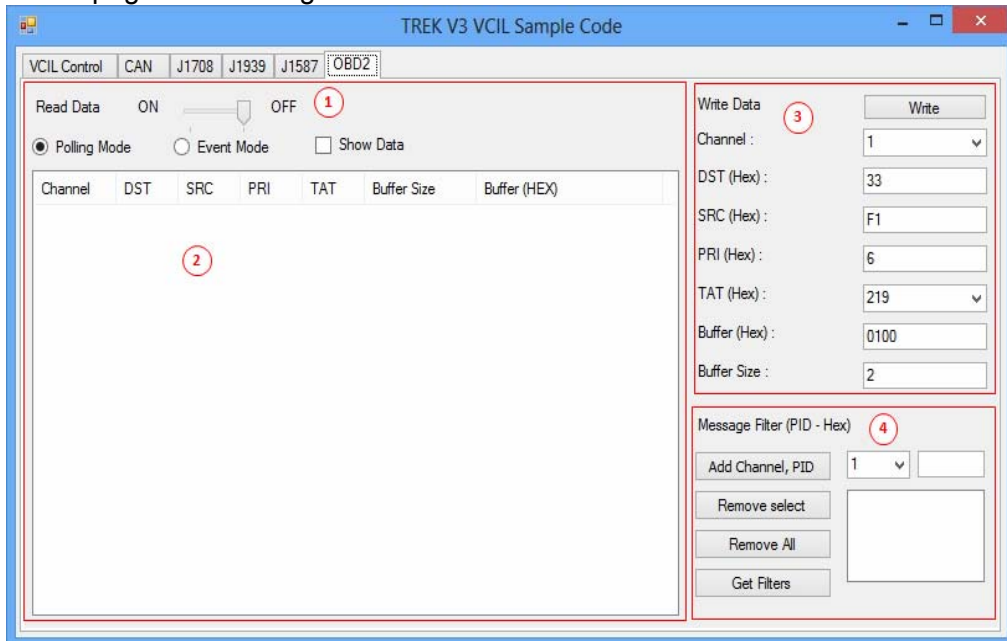 TREK V3 VCIL Sample Code
VCIL Control CAN J1708 J1939 J1587 OBD2
Read Data ON OFF 1
Polling Mode Event Mode Show Data
Channel DST SRC PRI TAT Buffer Size Buffer (HEX)
2
Write Data 3 Write
Channel : 1
DST (Hex) : 33
SRC (Hex) : F1
PRI (Hex) : 6
TAT (Hex) : 219
Buffer (Hex) : 0100
Buffer Size : 2
Message Filter (PID - Hex) 4
Add Channel, PID 1
Remove select
Remove All
Get Filters